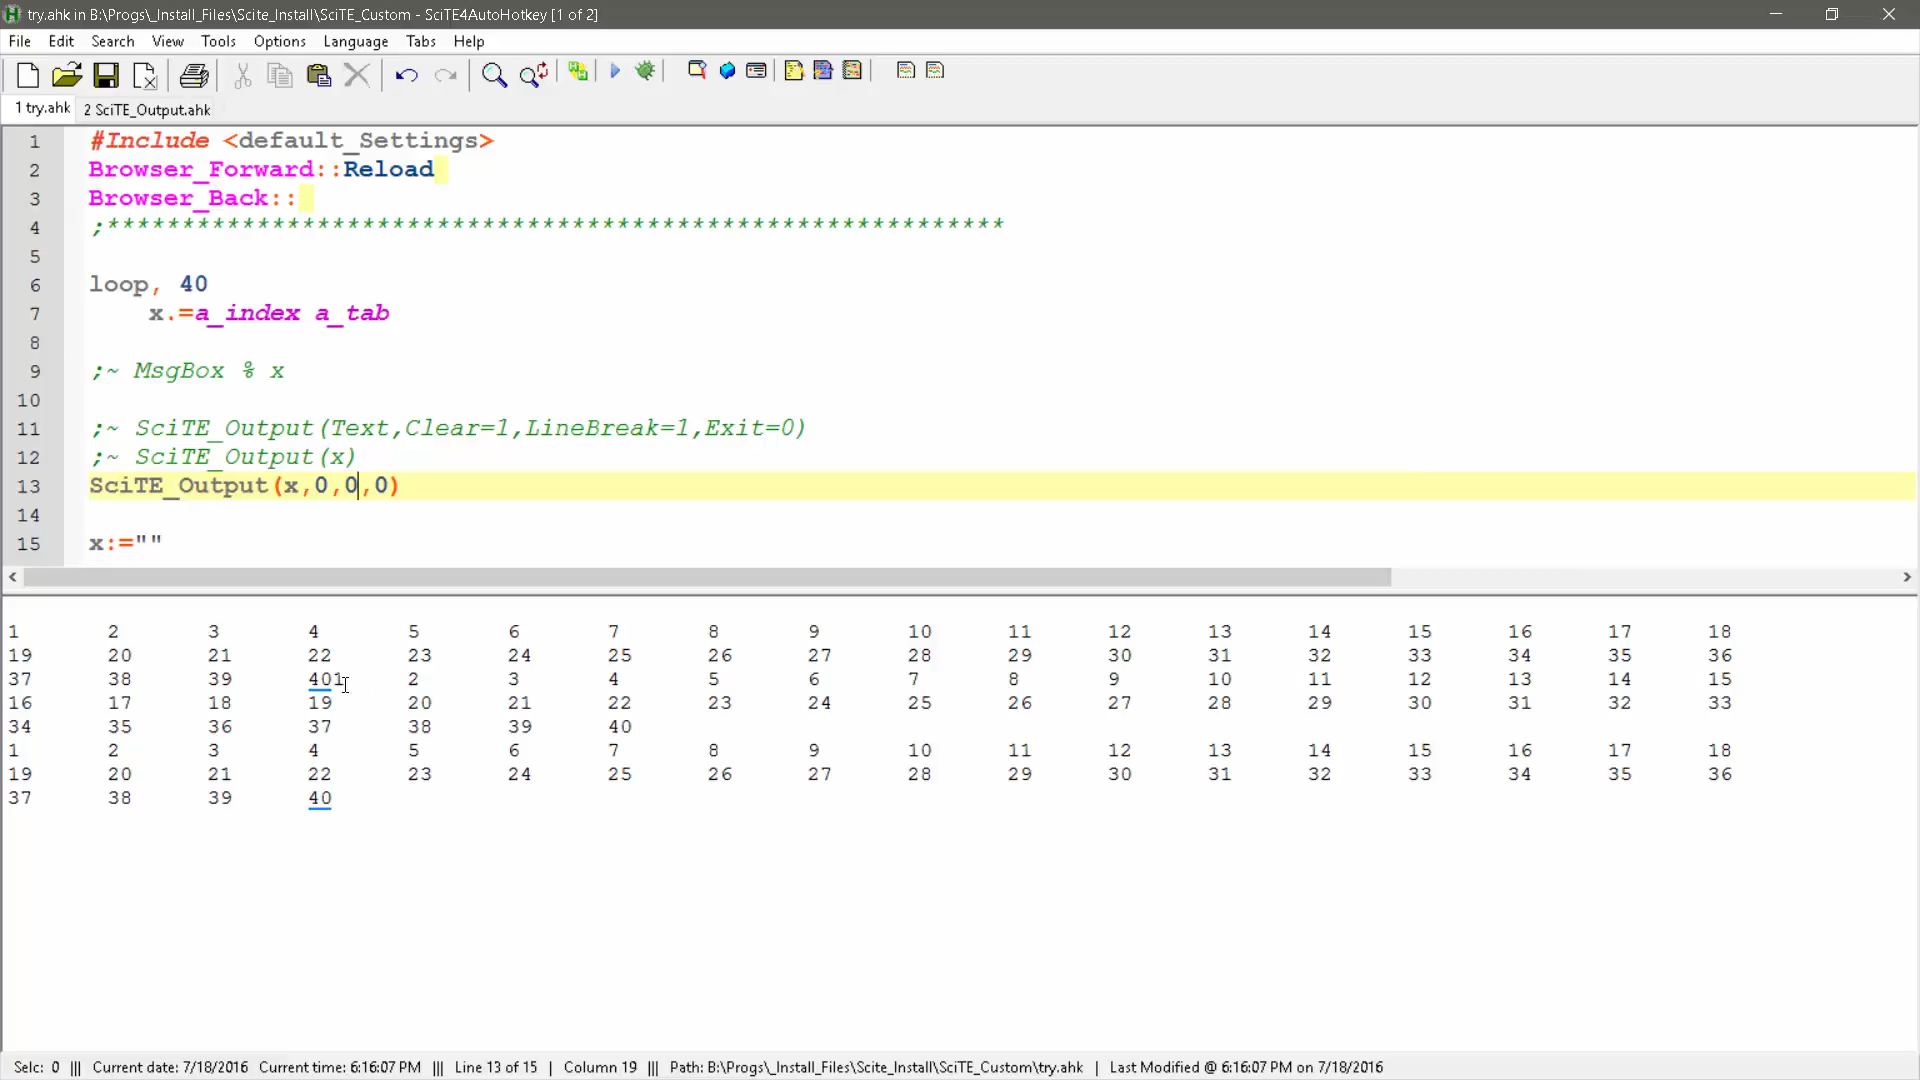 try.ahk in B:\Progs\_Install_Files\Scite_Install\SciTE_Custom - SciTE4AutoHotkey [1 of 2]
File Edit Search View Tools Options Language Tabs Help
1 try.ahk 2 SciTE_Output.ahk
1 #Include <default_Settings>
2 Browser_Forward::Reload
3 Browser_Back::
4 ;************************************************************
5
6 loop, 40
7 x.=a_index a_tab
8
9 ;~ MsgBox % x
10
11 ;~ SciTE_Output(Text,Clear=1,LineBreak=1,Exit=0)
12 ;~ SciTE_Output(x)
13 SciTE_Output(x,0,0,0)
14
15 x:=""
1 2 3 4 5 6 7 8 9 10 11 12 13 14 15 16 17 18
19 20 21 22 23 24 25 26 27 28 29 30 31 32 33 34 35 36
37 38 39 401 2 3 4 5 6 7 8 9 10 11 12 13 14 15
16 17 18 19 20 21 22 23 24 25 26 27 28 29 30 31 32 33
34 35 36 37 38 39 40
1 2 3 4 5 6 7 8 9 10 11 12 13 14 15 16 17 18
19 20 21 22 23 24 25 26 27 28 29 30 31 32 33 34 35 36
37 38 39 40
Selc: 0 ||| Current date: 7/18/2016 Current time: 6:16:07 PM ||| Line 13 of 15 | Column 19 ||| Path: B:\Progs\_Install_Files\Scite_Install\SciTE_Custom\try.ahk | Last Modified @ 6:16:07 PM on 7/18/2016